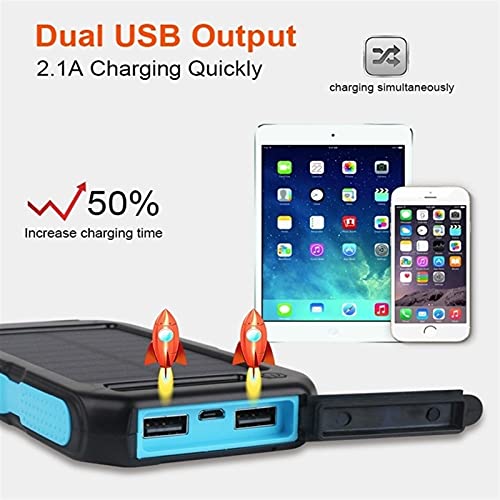 Dual USB Output
2.1A Charging Quickly
charging simultaneously
50%
Increase charging time